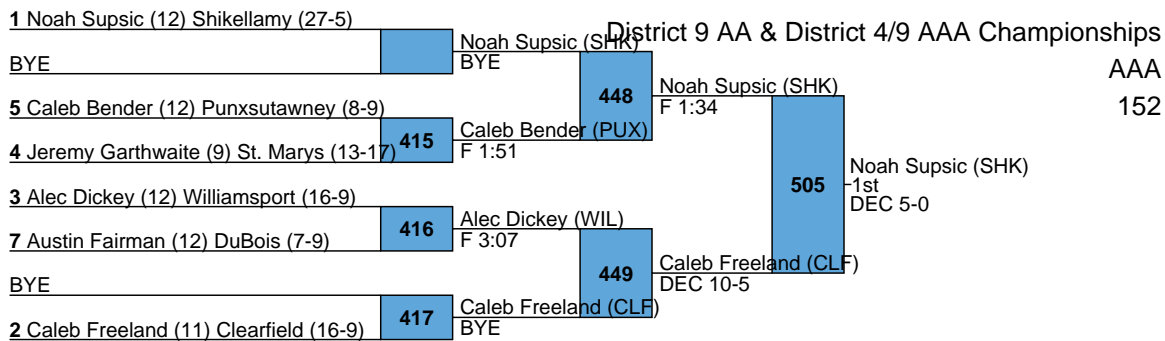 District 9 AA & District 4/9 AAA Championships
AAA
152
1 Noah Supsic (12) Shikellamy (27-5)
BYE
5 Caleb Bender (12) Punxsutawney (8-9)
4 Jeremy Garthwaite (9) St. Marys (13-17)
3 Alec Dickey (12) Williamsport (16-9)
7 Austin Fairman (12) DuBois (7-9)
BYE
2 Caleb Freeland (11) Clearfield (16-9)
415
416
417
Noah Supsic (SHK)
BYE
Caleb Bender (PUX)
F 1:51
Alec Dickey (WIL)
F 3:07
Caleb Freeland (CLF)
BYE
448
449
Noah Supsic (SHK)
F 1:34
Caleb Freeland (CLF)
DEC 10-5
505
Noah Supsic (SHK)
1st
DEC 5-0